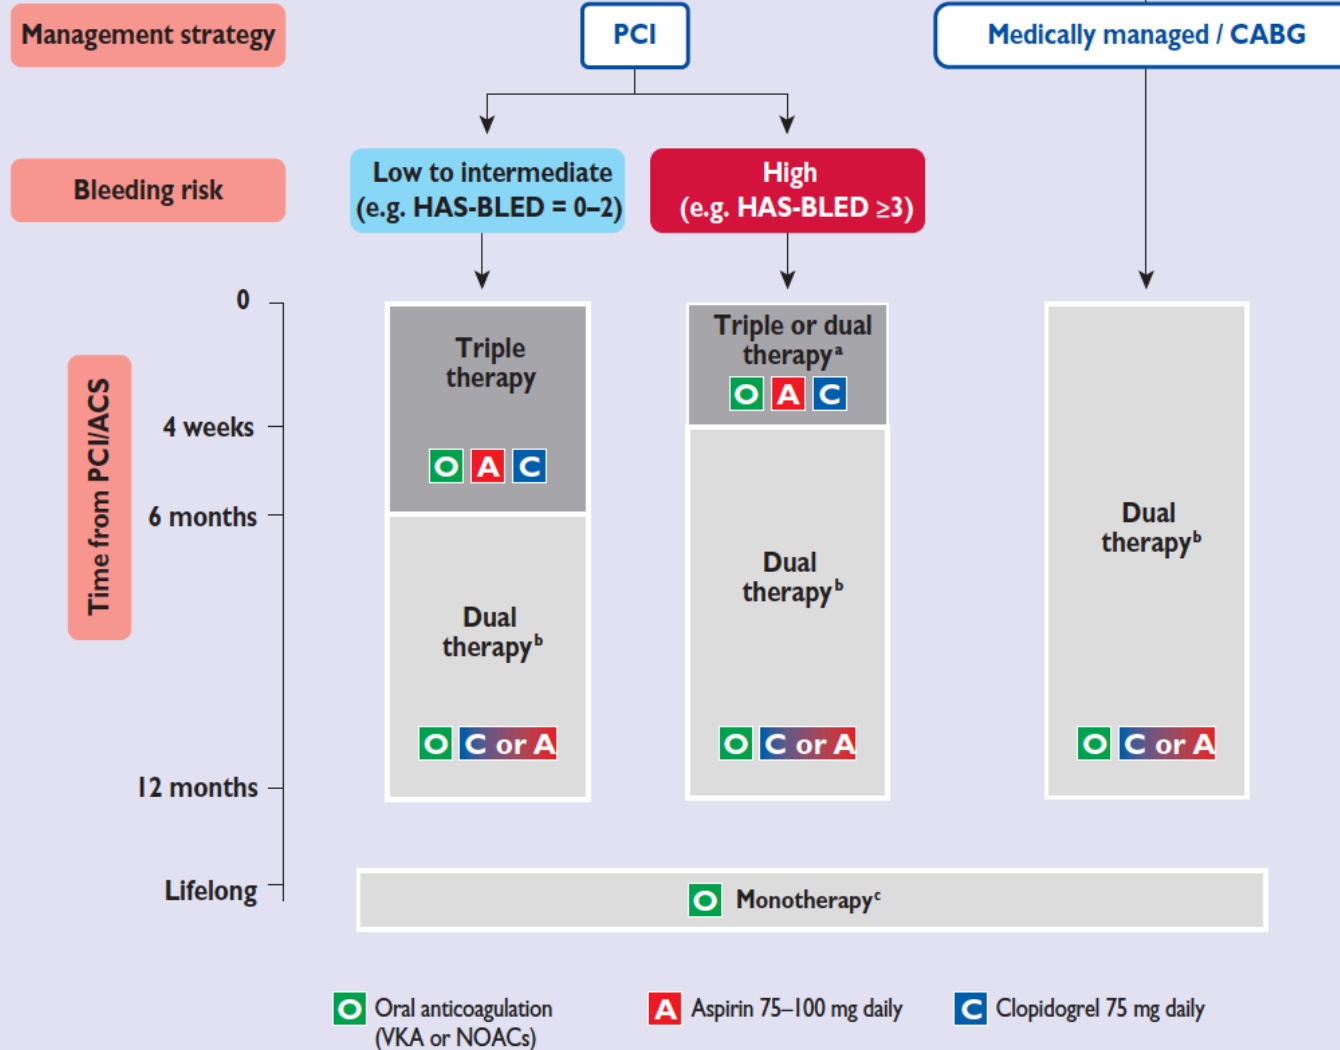 Management strategy
PCI
Medically managed / CABG
Bleeding risk
Low to intermediate
(e.g. HAS-BLED = 0–2)
High
(e.g. HAS-BLED ≥3)
Time from PCI/ACS
0
4 weeks
6 months
12 months
Lifelong
Triple
therapy
O A C
Dual
therapyᵇ
O C or A
Triple or dual
therapyᵃ
O A C
Dual
therapyᵇ
O C or A
Dual
therapyᵇ
O C or A
O Monotherapyᶜ
O Oral anticoagulation
(VKA or NOACs)
A Aspirin 75–100 mg daily
C Clopidogrel 75 mg daily